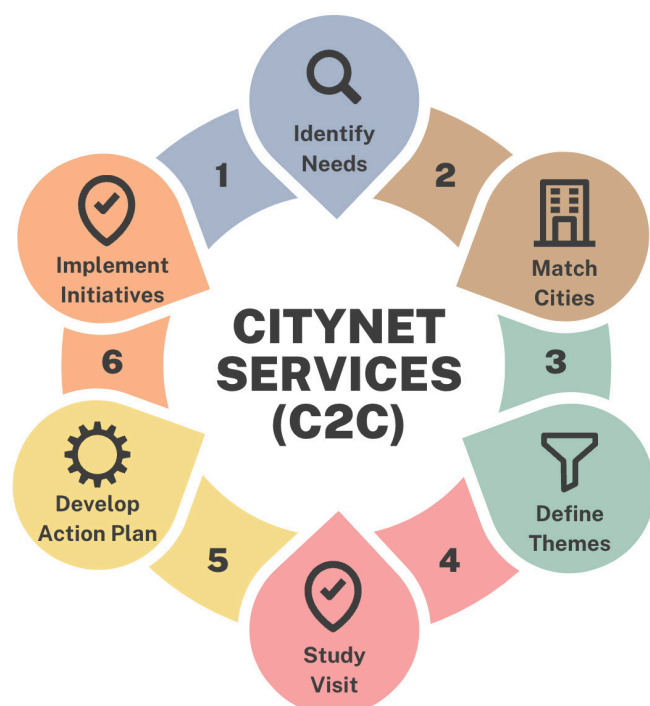 CITYNET
SERVICES
(C2C)
1
Identify
Needs
2
Match
Cities
3
Define
Themes
4
Study
Visit
5
Develop
Action Plan
6
Implement
Initiatives